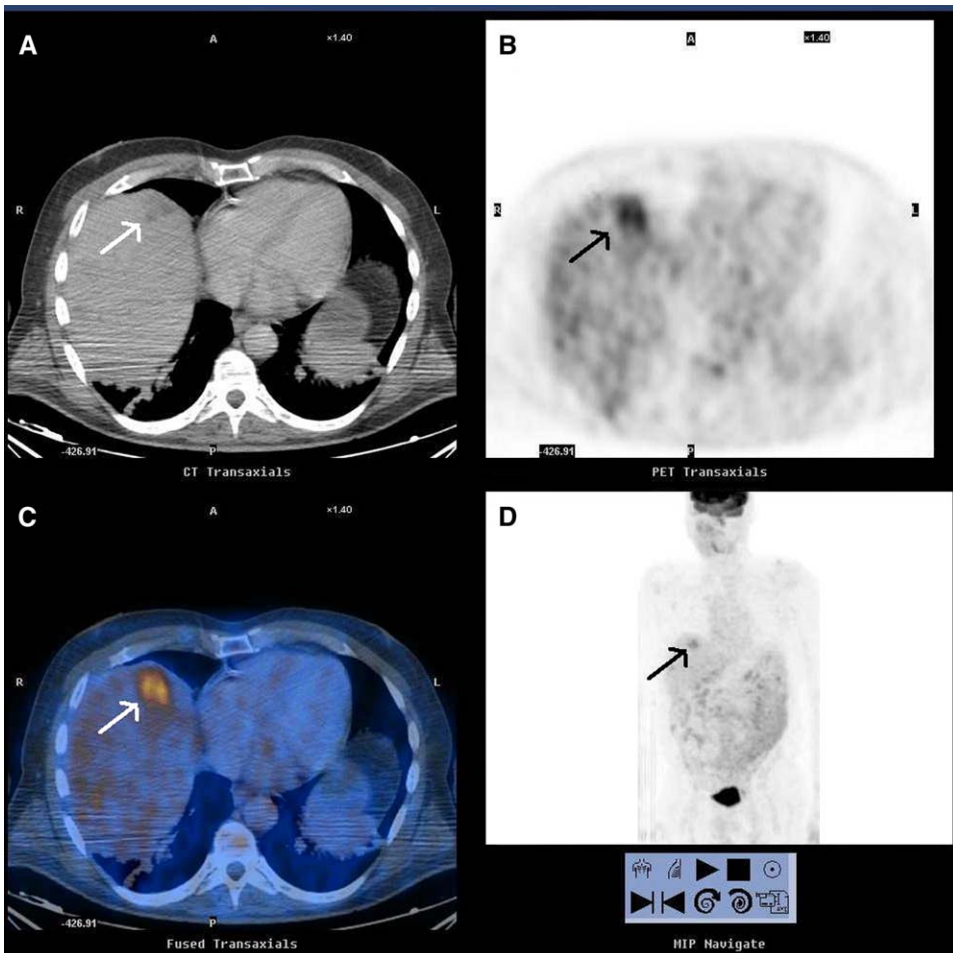 A
A
×1.40
R
L
-426.91
P
CT Transaxials
B
A
×1.40
R
L
-426.91
P
PET Transaxials
C
A
×1.40
R
L
-426.91
P
Fused Transaxials
D
MIP Navigate